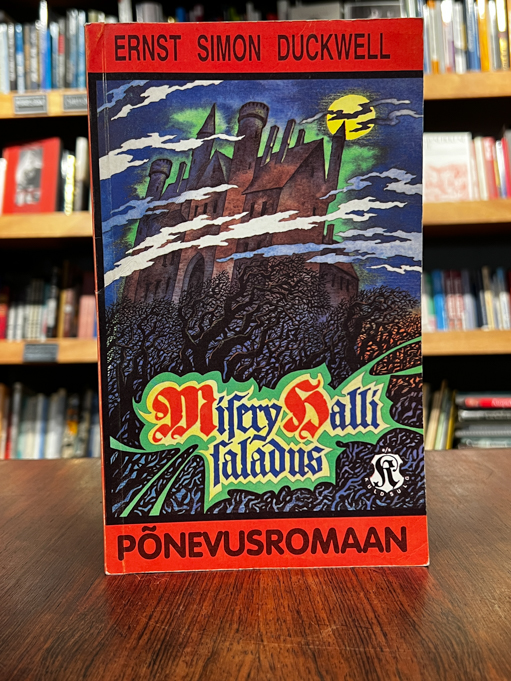 ERNST SIMON DUCKWELL
Misery Halli
saladus
PÕNEVUSROMAAN